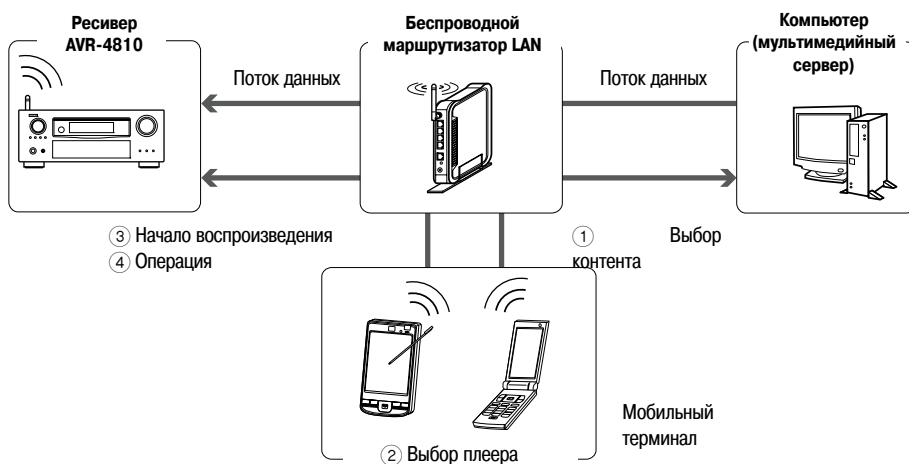 Ресивер
AVR-4810
Беспроводной
маршрутизатор LAN
Компьютер
(мультимедийный
сервер)
Поток данных
Поток данных
③ Начало воспроизведения
④ Операция
① Выбор
контента
Мобильный
терминал
② Выбор плеера